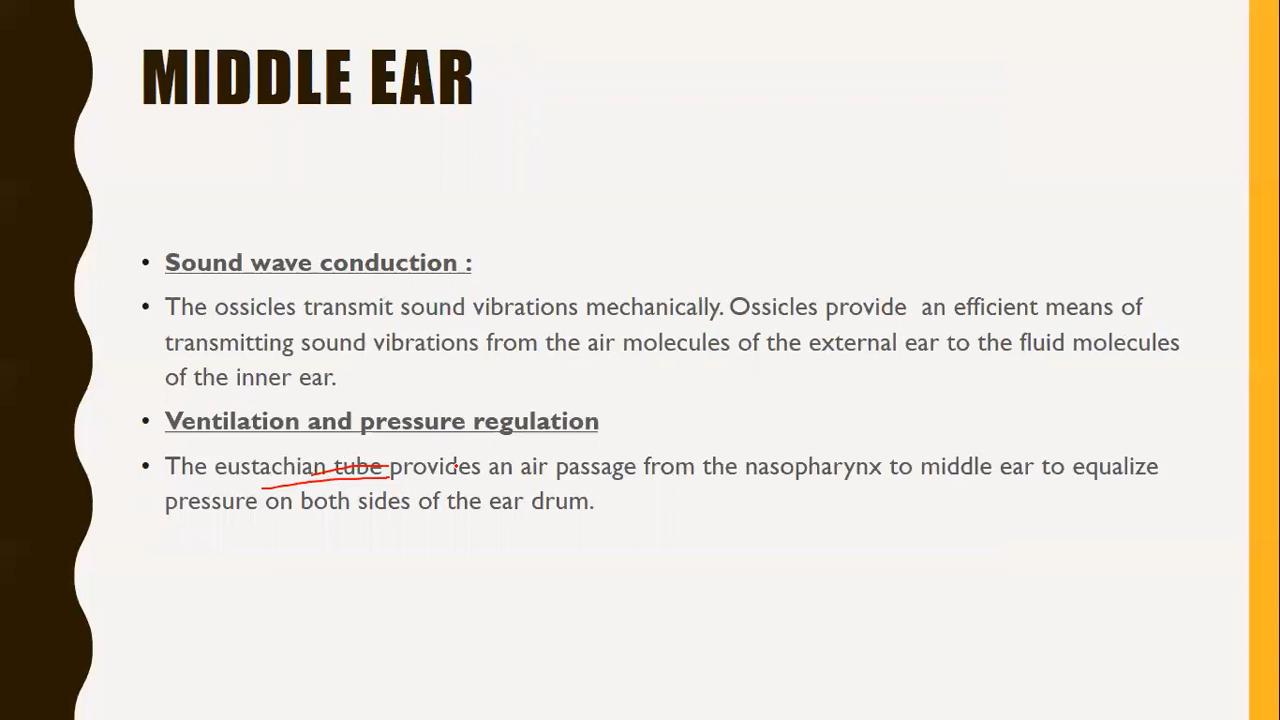 MIDDLE EAR
• Sound wave conduction :
• The ossicles transmit sound vibrations mechanically. Ossicles provide an efficient means of
transmitting sound vibrations from the air molecules of the external ear to the fluid molecules
of the inner ear.
• Ventilation and pressure regulation
• The eustachian tube provides an air passage from the nasopharynx to middle ear to equalize
pressure on both sides of the ear drum.